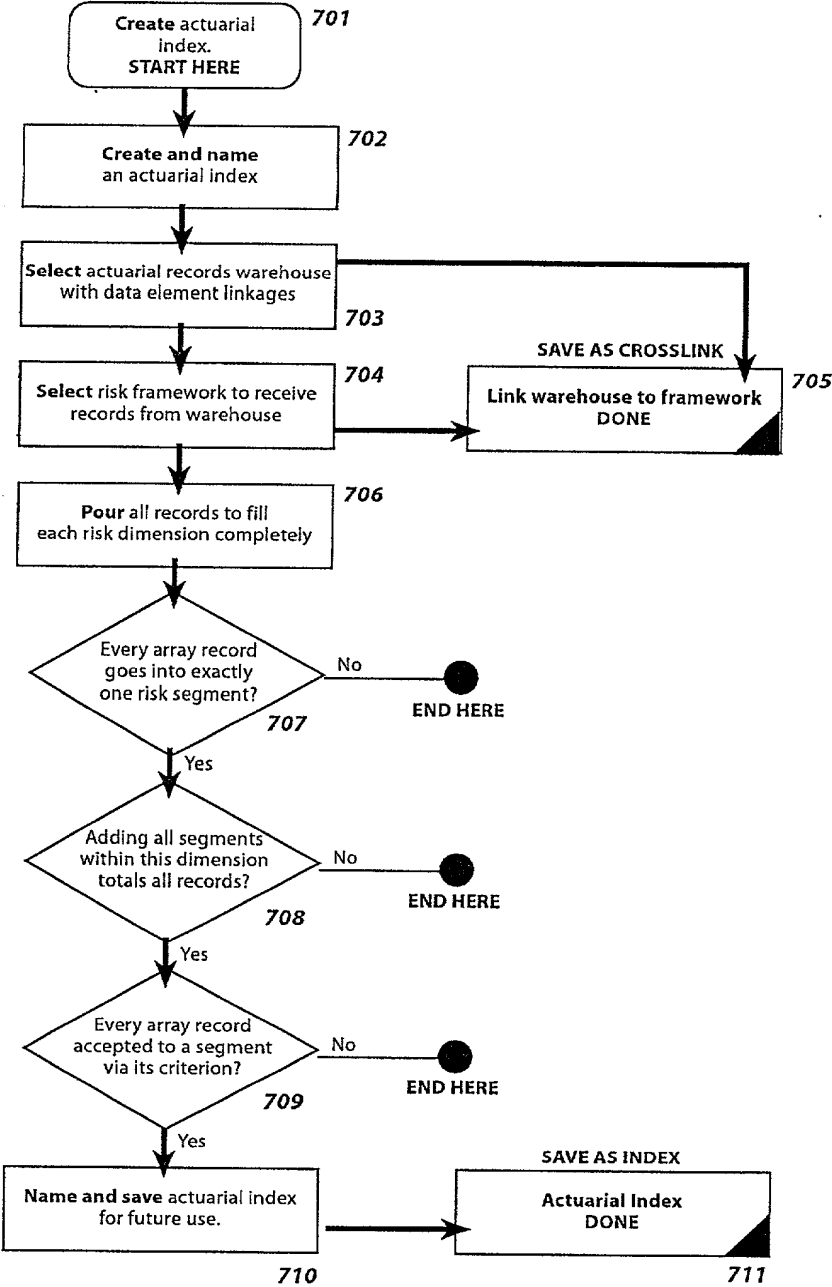 Create actuarial
index.
START HERE
701
702
Create and name
an actuarial index
Select actuarial records warehouse
with data element linkages
703
704
Select risk framework to receive
records from warehouse
SAVE AS CROSSLINK
705
Link warehouse to framework
DONE
706
Pour all records to fill
each risk dimension completely
Every array record
goes into exactly
one risk segment?
707
No
END HERE
Yes
Adding all segments
within this dimension
totals all records?
708
No
END HERE
Yes
Every array record
accepted to a segment
via its criterion?
709
No
END HERE
Yes
Name and save actuarial index
for future use.
710
SAVE AS INDEX
Actuarial Index
DONE
711